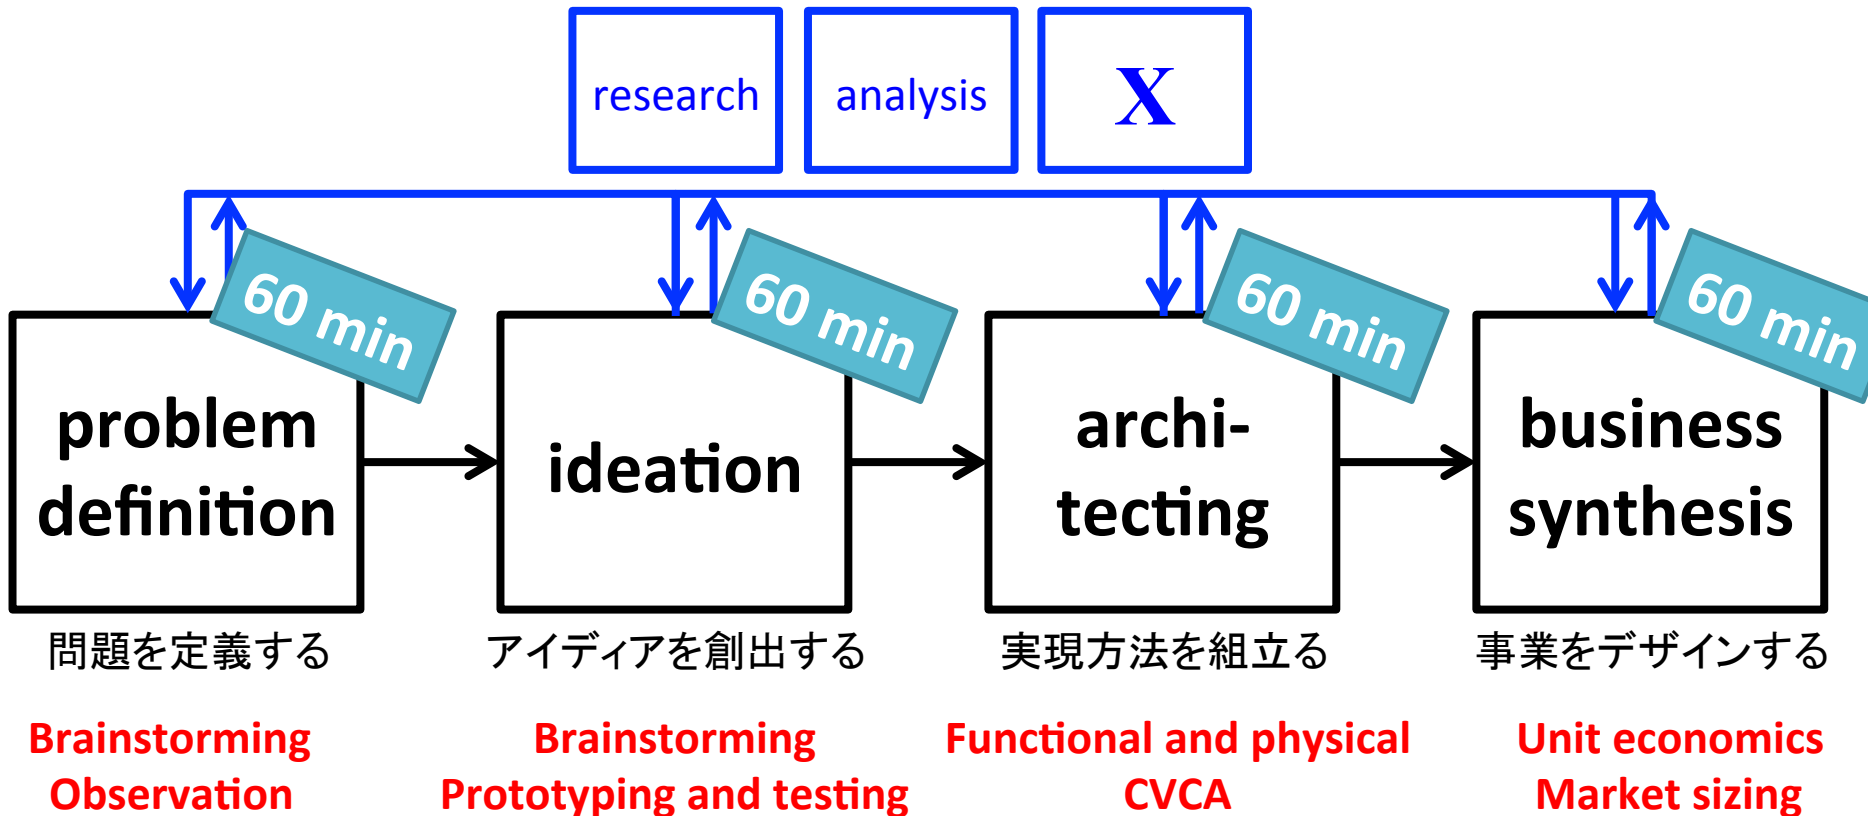 research
analysis
X
60 min
60 min
60 min
60 min
problem
definition
ideation
archi-
tecting
business
synthesis
問題を定義する
アイディアを創出する
実現方法を組立る
事業をデザインする
Brainstorming
Observation
Brainstorming
Prototyping and testing
Functional and physical
CVCA
Unit economics
Market sizing